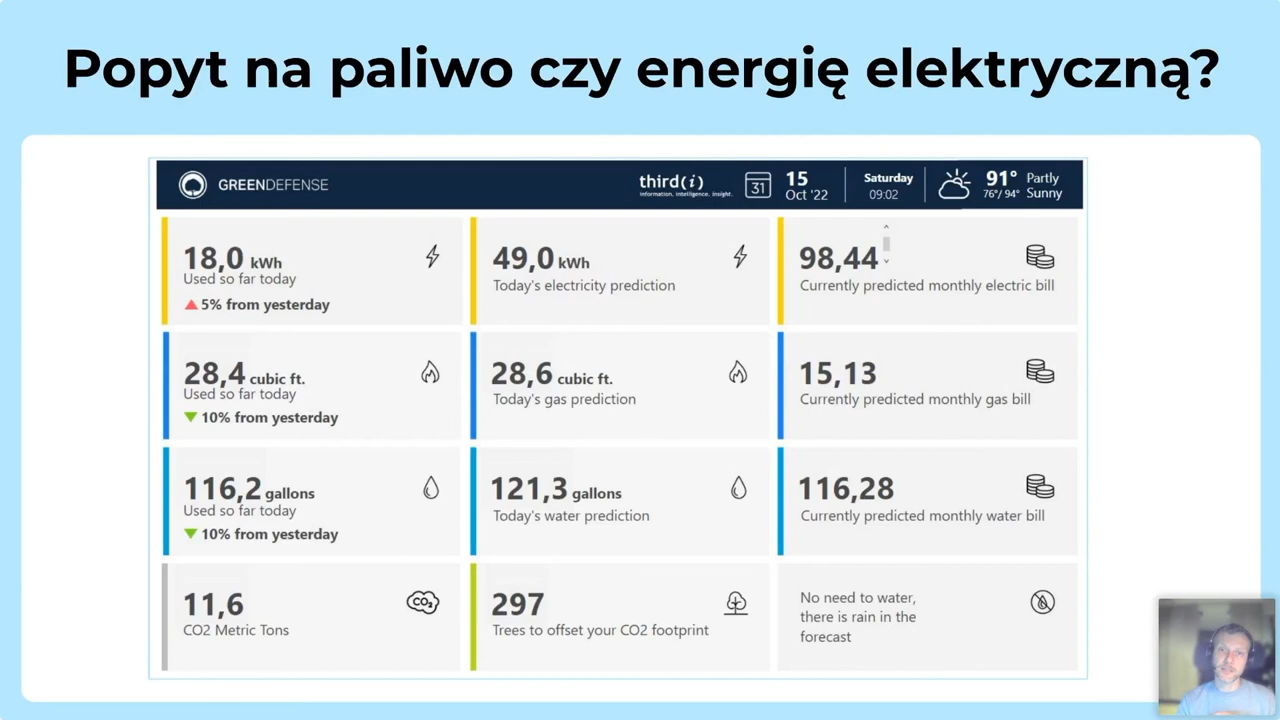 Popyt na paliwo czy energię elektryczną?
GREENDEFENSE
third(i)
information. intelligence. insight.
31
15
Oct '22
Saturday
09:02
91°
76°/ 94°
Partly
Sunny
18,0 kWh
Used so far today
5% from yesterday
49,0 kWh
Today's electricity prediction
98,44
Currently predicted monthly electric bill
28,4 cubic ft.
Used so far today
10% from yesterday
28,6 cubic ft.
Today's gas prediction
15,13
Currently predicted monthly gas bill
116,2 gallons
Used so far today
10% from yesterday
121,3 gallons
Today's water prediction
116,28
Currently predicted monthly water bill
11,6
CO2 Metric Tons
CO2
297
Trees to offset your CO2 footprint
No need to water,
there is rain in the
forecast